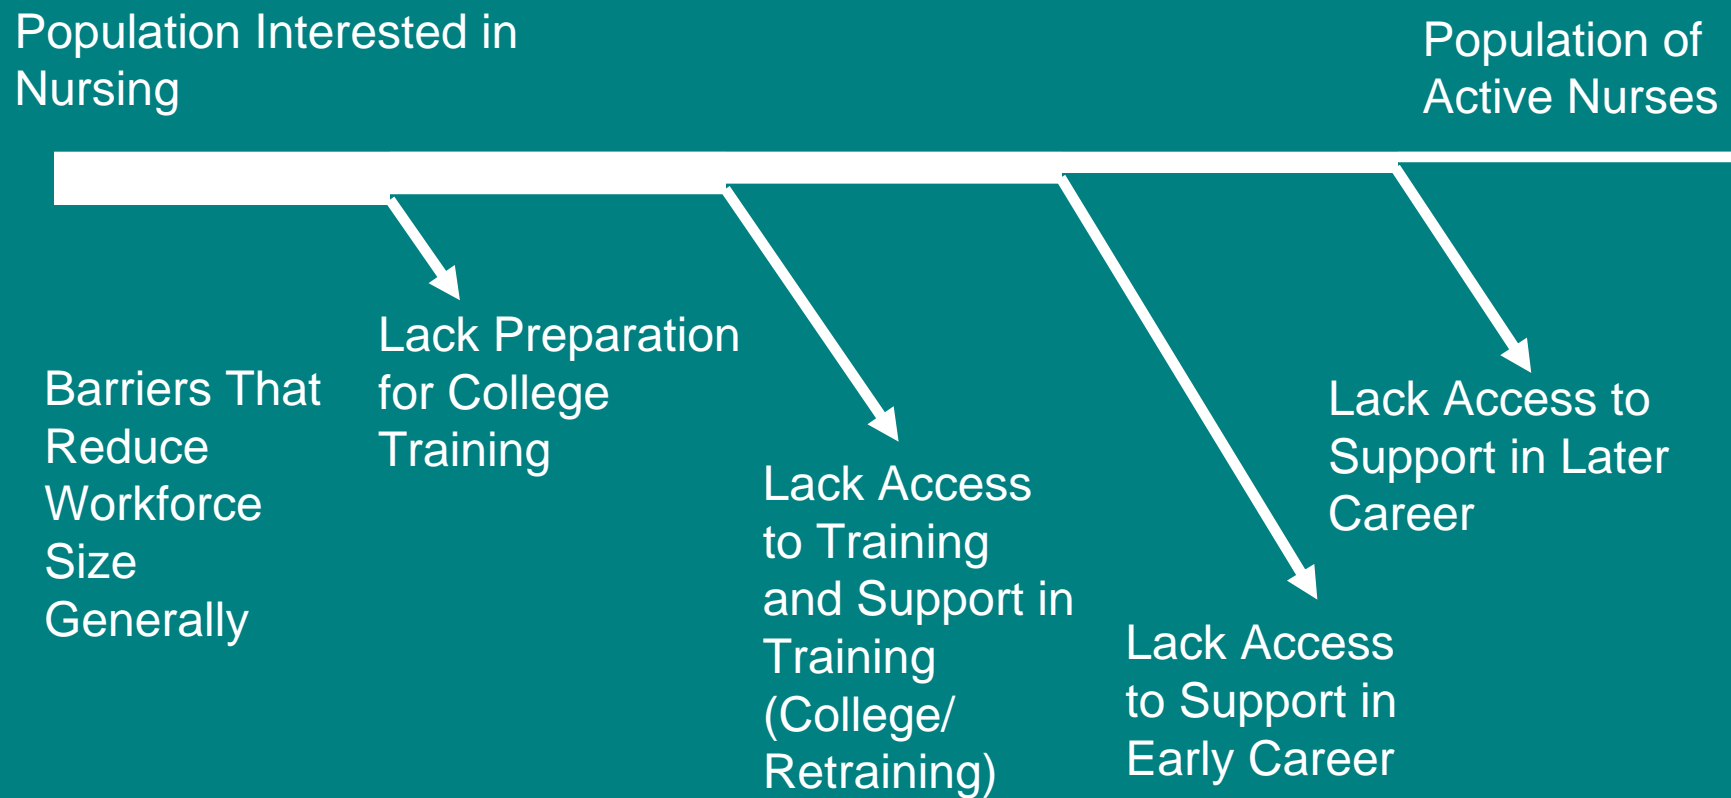 Population Interested in
Nursing
Population of
Active Nurses
Barriers That
Reduce
Workforce
Size
Generally
Lack Preparation
for College
Training
Lack Access
to Training
and Support in
Training
(College/
Retraining)
Lack Access
to Support in
Early Career
Lack Access to
Support in Later
Career